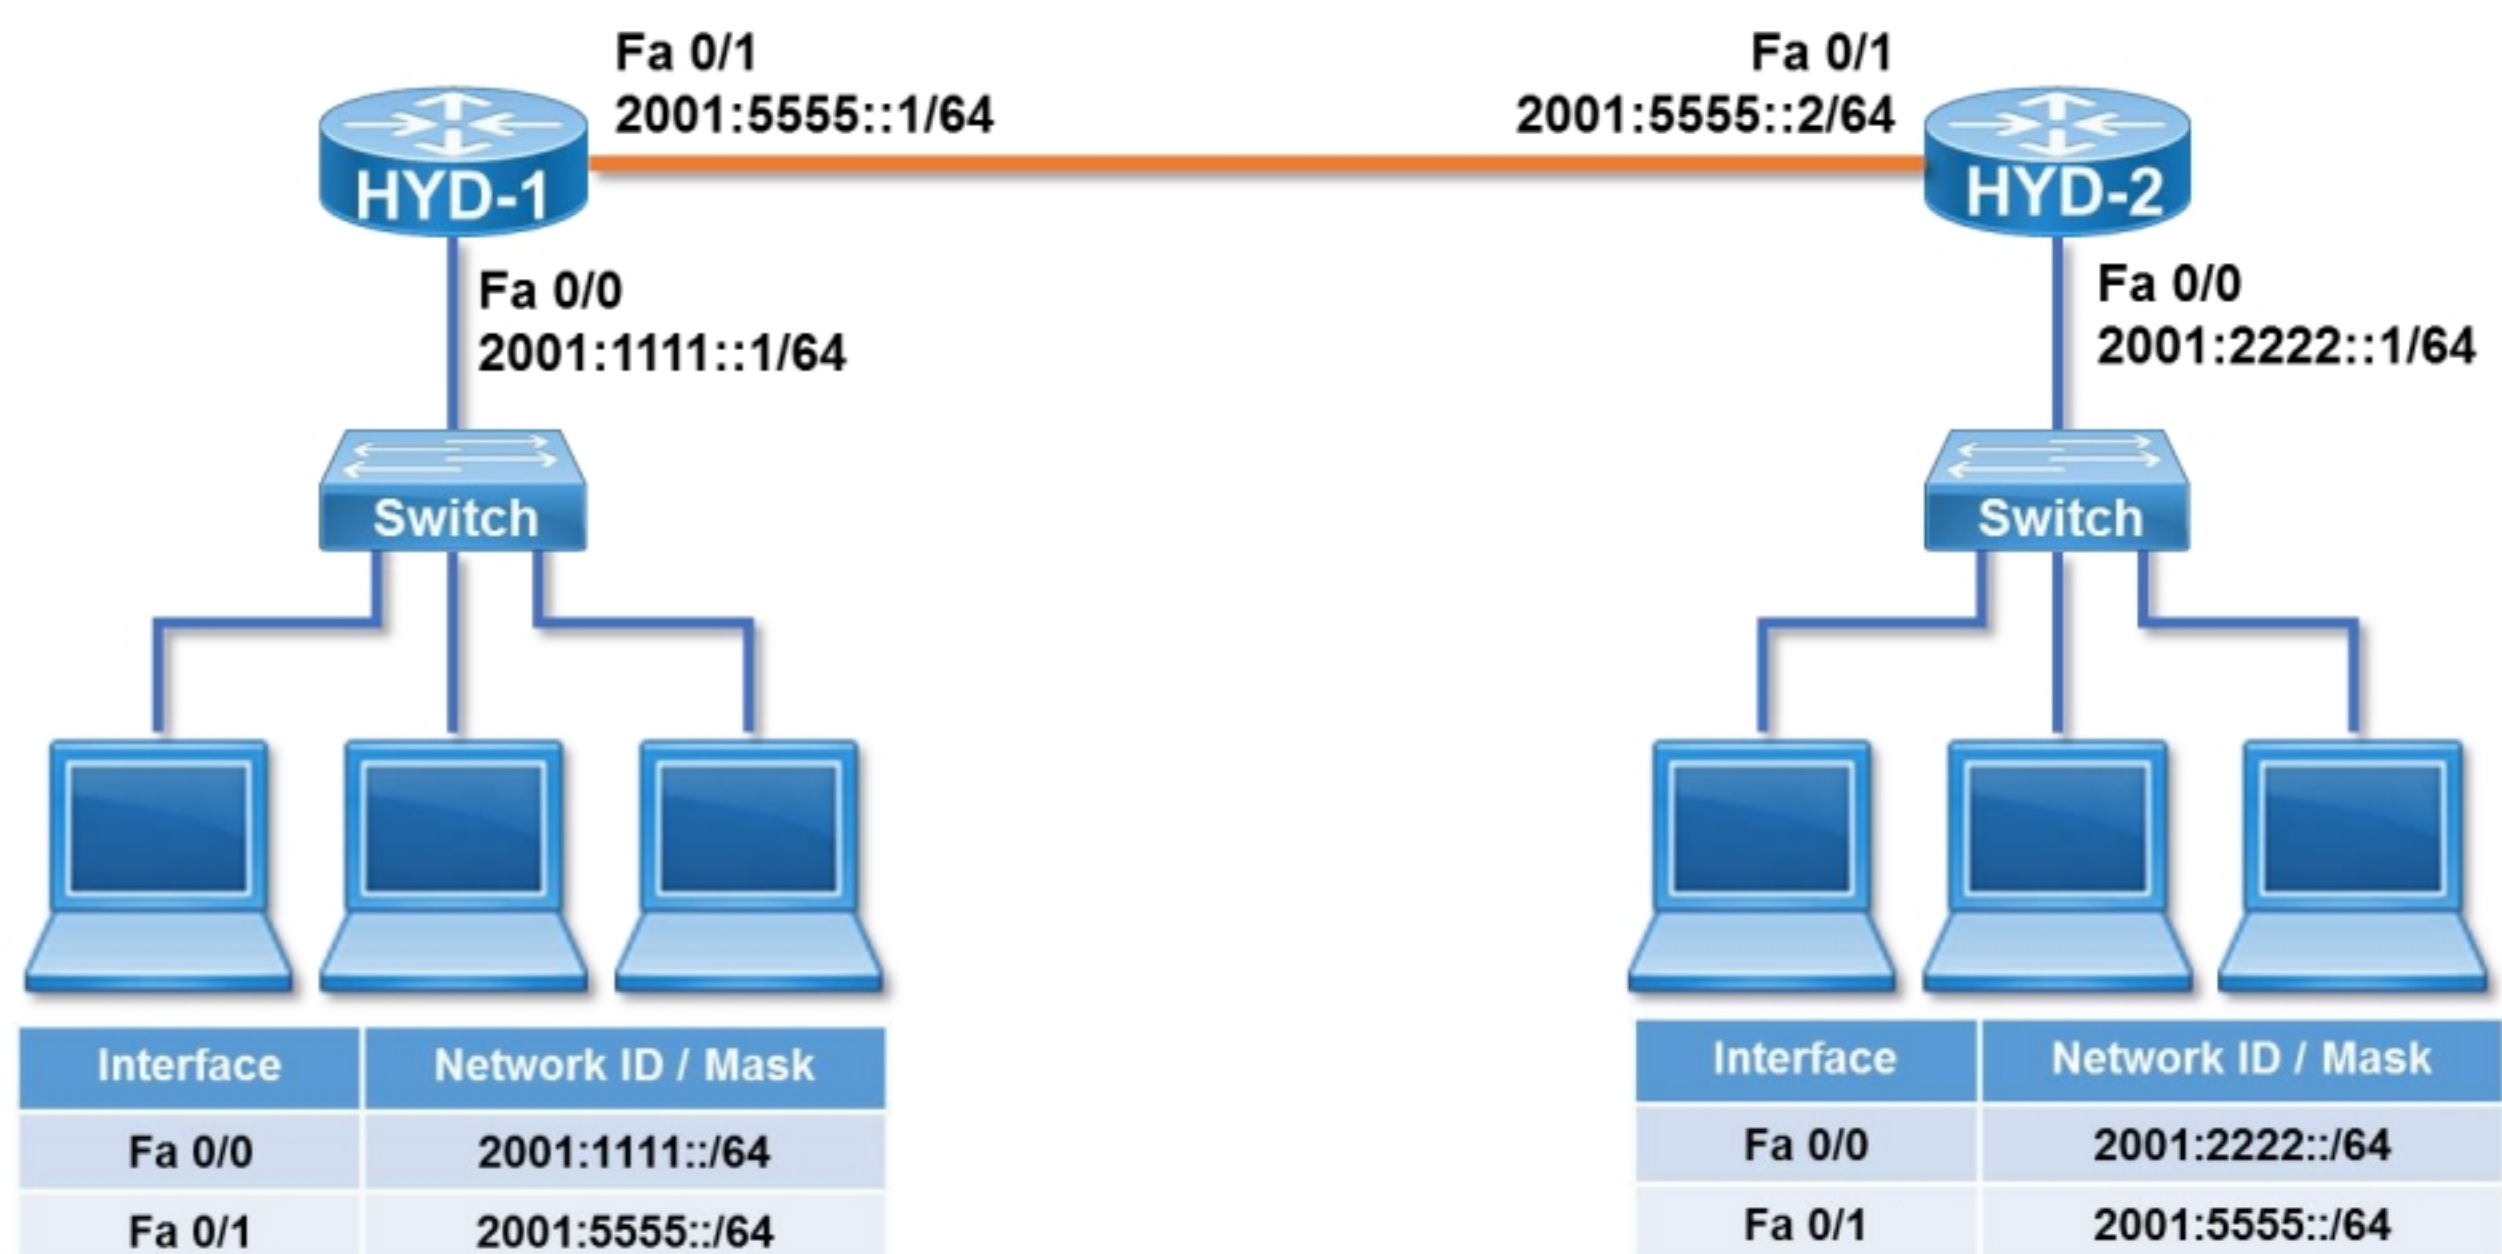 Fa 0/1
2001:5555::1/64
Fa 0/1
2001:5555::2/64
HYD-1
HYD-2
Fa 0/0
2001:1111::1/64
Fa 0/0
2001:2222::1/64
Switch
Switch
Interface Network ID / Mask
Fa 0/0 2001:1111::/64
Fa 0/1 2001:5555::/64
Interface Network ID / Mask
Fa 0/0 2001:2222::/64
Fa 0/1 2001:5555::/64